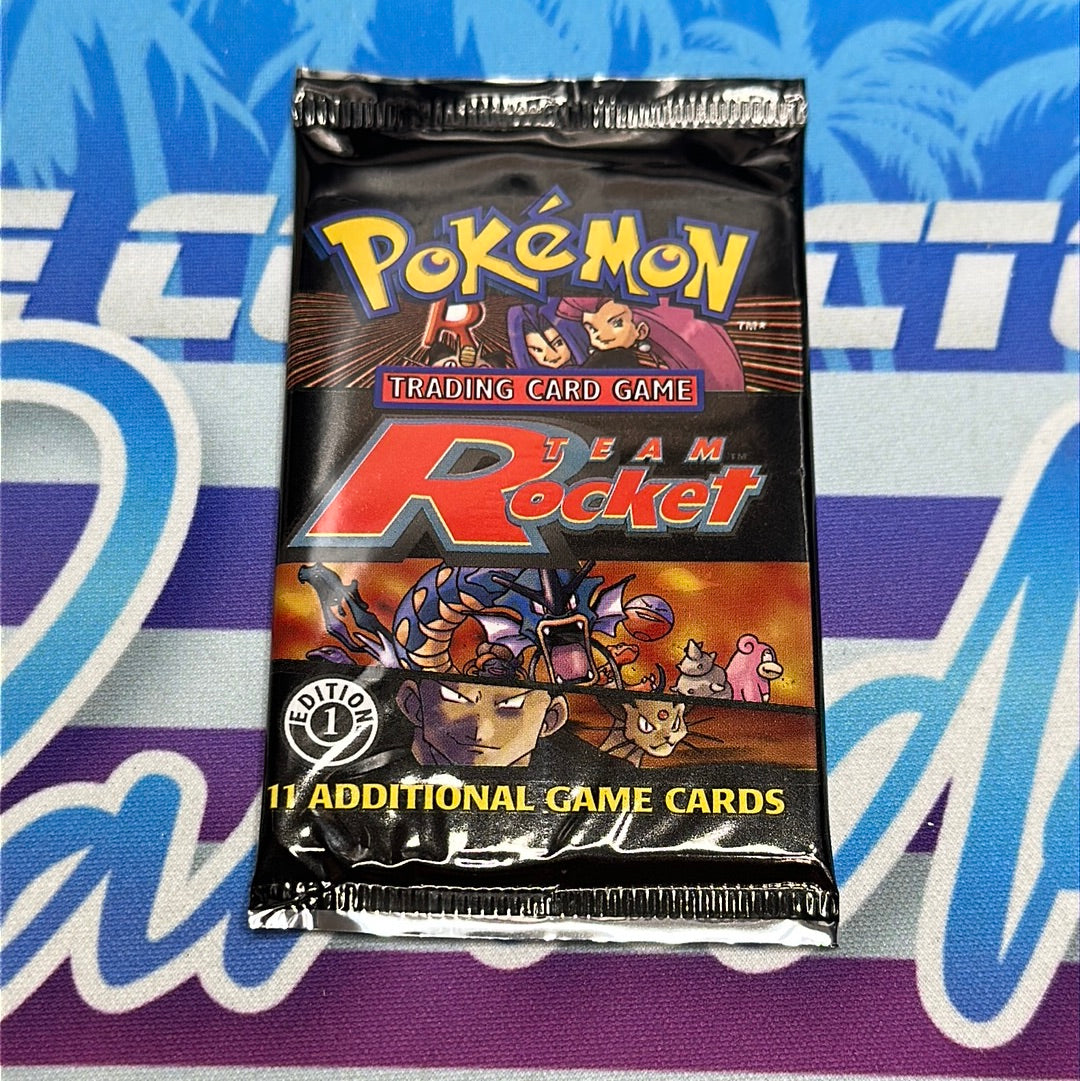 POKéMON
TM*
R
TRADING CARD GAME
TEAM
Rocket
TM
EDITION
1
11 ADDITIONAL GAME CARDS